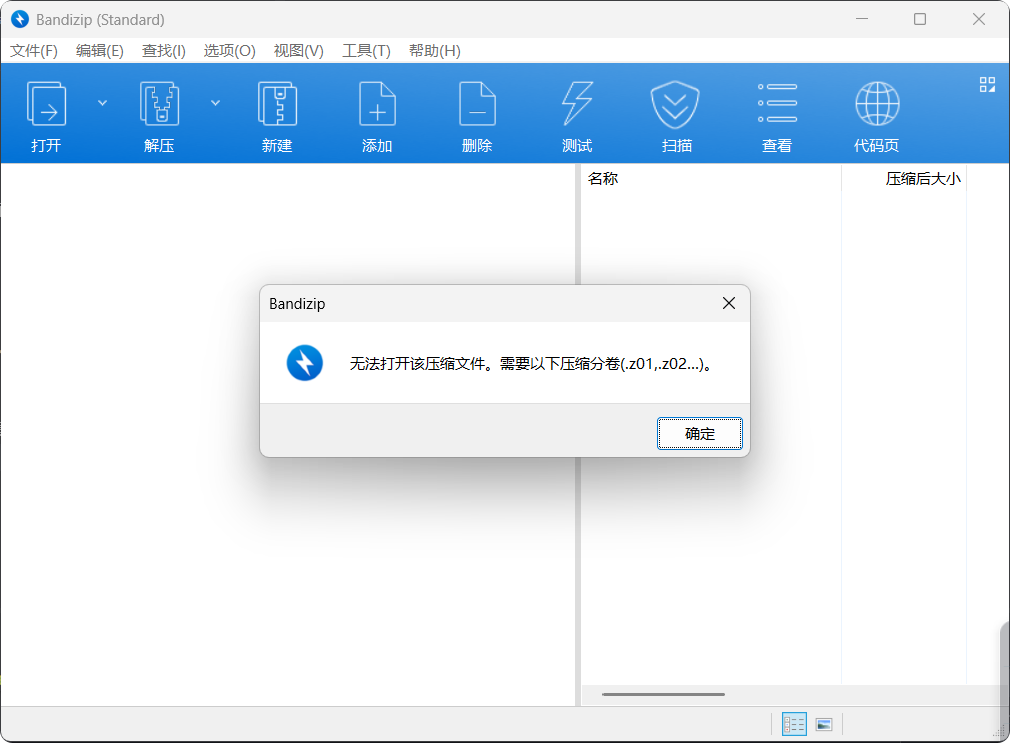 Bandizip (Standard)
文件(F) 编辑(E) 查找(I) 选项(O) 视图(V) 工具(T) 帮助(H)
打开 解压 新建 添加 删除 测试 扫描 查看 代码页
名称 压缩后大小
Bandizip
无法打开该压缩文件。需要以下压缩分卷(.z01,.z02...)。
确定